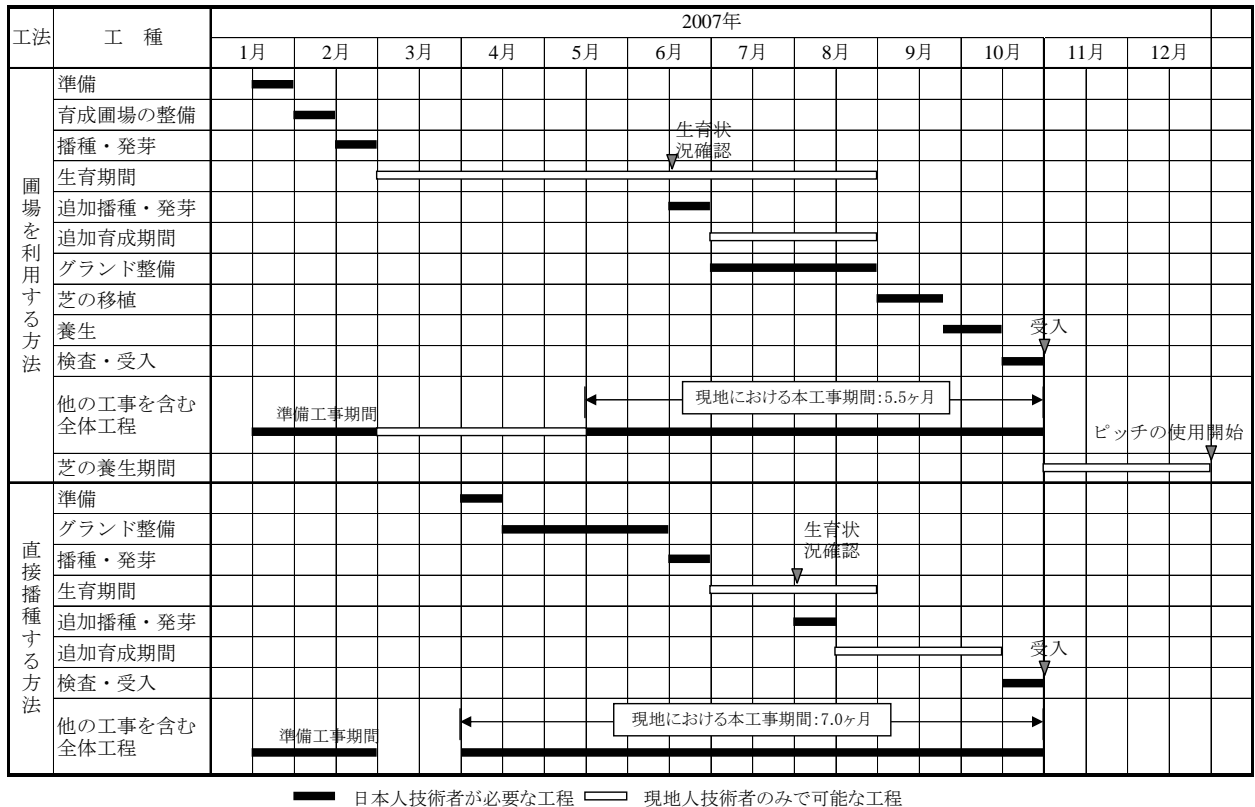 工法
工　種
2007年
1月 2月 3月 4月 5月 6月 7月 8月 9月 10月 11月 12月
圃場を利用する方法
準備
育成圃場の整備
播種・発芽
生育状
況確認
生育期間
追加播種・発芽
追加育成期間
グランド整備
芝の移植
養生
受入
検査・受入
他の工事を含む
全体工程
準備工事期間
現地における本工事期間:5.5ヶ月
ピッチの使用開始
芝の養生期間
直接播種する方法
準備
グランド整備
生育状
況確認
播種・発芽
生育期間
追加播種・発芽
追加育成期間
受入
検査・受入
他の工事を含む
全体工程
準備工事期間
現地における本工事期間:7.0ヶ月
日本人技術者が必要な工程
現地人技術者のみで可能な工程